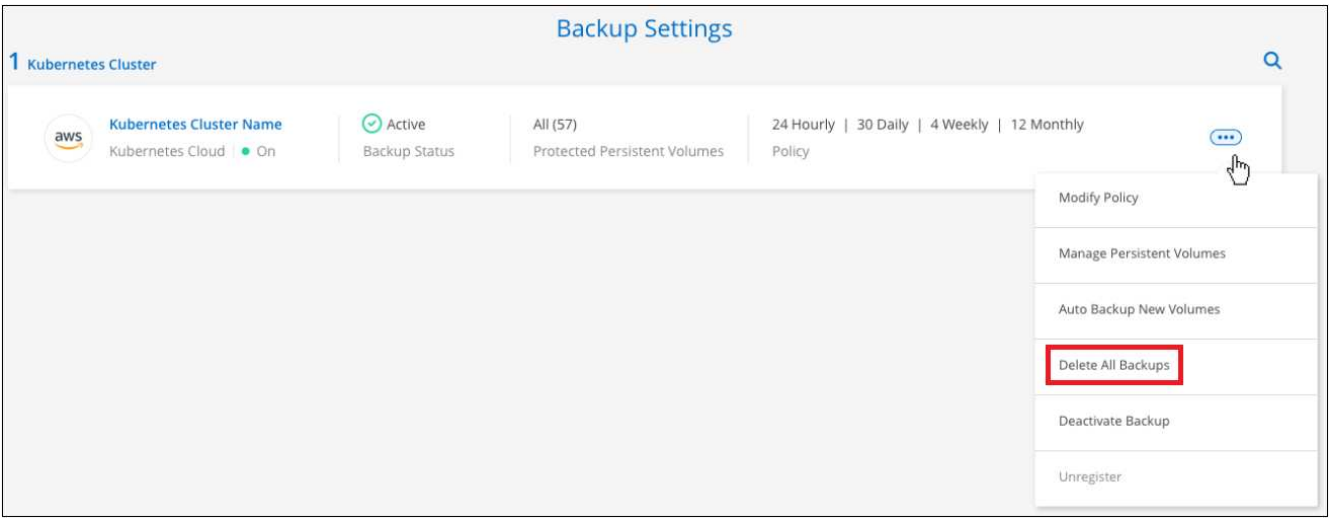 Backup Settings
1 Kubernetes Cluster
aws
Kubernetes Cluster Name
Kubernetes Cloud On
Active
Backup Status
All (57)
Protected Persistent Volumes
24 Hourly | 30 Daily | 4 Weekly | 12 Monthly
Policy
Modify Policy
Manage Persistent Volumes
Auto Backup New Volumes
Delete All Backups
Deactivate Backup
Unregister